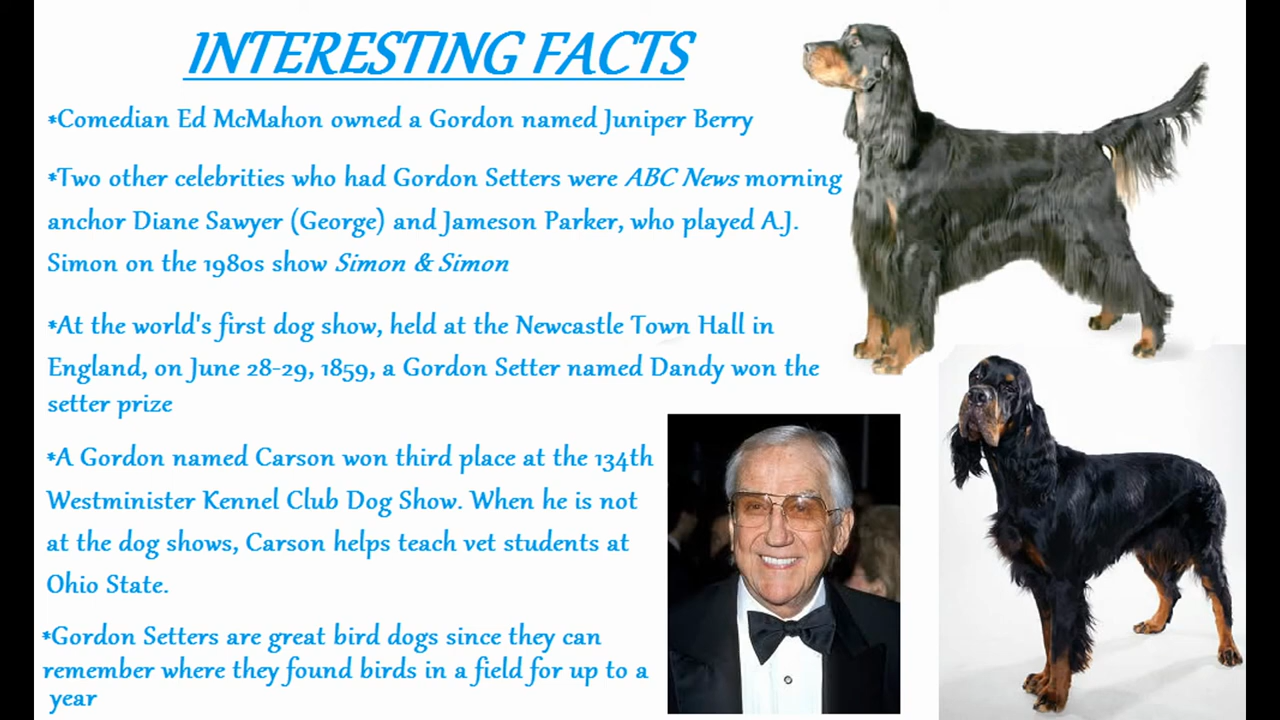 INTERESTING FACTS
*Comedian Ed McMahon owned a Gordon named Juniper Berry
*Two other celebrities who had Gordon Setters were ABC News morning
anchor Diane Sawyer (George) and Jameson Parker, who played A.J.
Simon on the 1980s show Simon & Simon
*At the world's first dog show, held at the Newcastle Town Hall in
England, on June 28-29, 1859, a Gordon Setter named Dandy won the
setter prize
*A Gordon named Carson won third place at the 134th
Westminister Kennel Club Dog Show. When he is not
at the dog shows, Carson helps teach vet students at
Ohio State.
*Gordon Setters are great bird dogs since they can
remember where they found birds in a field for up to a
year